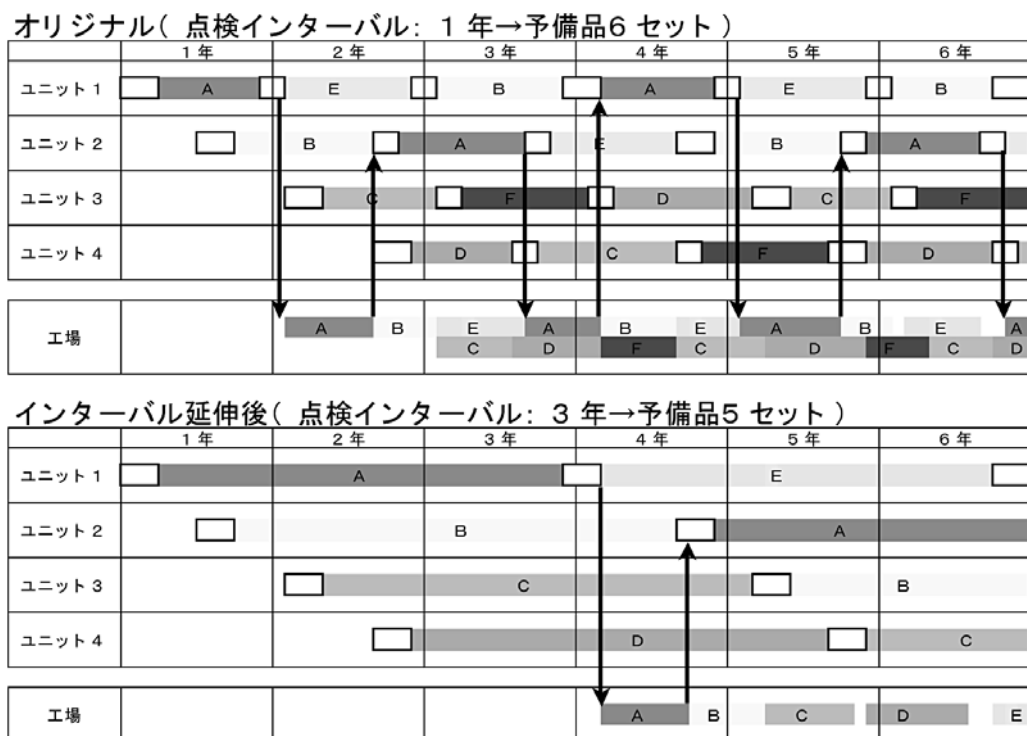 オリジナル( 点検インターバル: 1 年→予備品6 セット )
1 年 2 年 3 年 4 年 5 年 6 年
ユニット 1 A E B A E B
ユニット 2 B A E B A
ユニット 3 C F D C F
ユニット 4 D C F D
工場 A B E A B E A B E A
C D F C D F C D
インターバル延伸後( 点検インターバル: 3 年→予備品5 セット )
1 年 2 年 3 年 4 年 5 年 6 年
ユニット 1 A E
ユニット 2 B A
ユニット 3 C B
ユニット 4 D C
工場 A B C D E